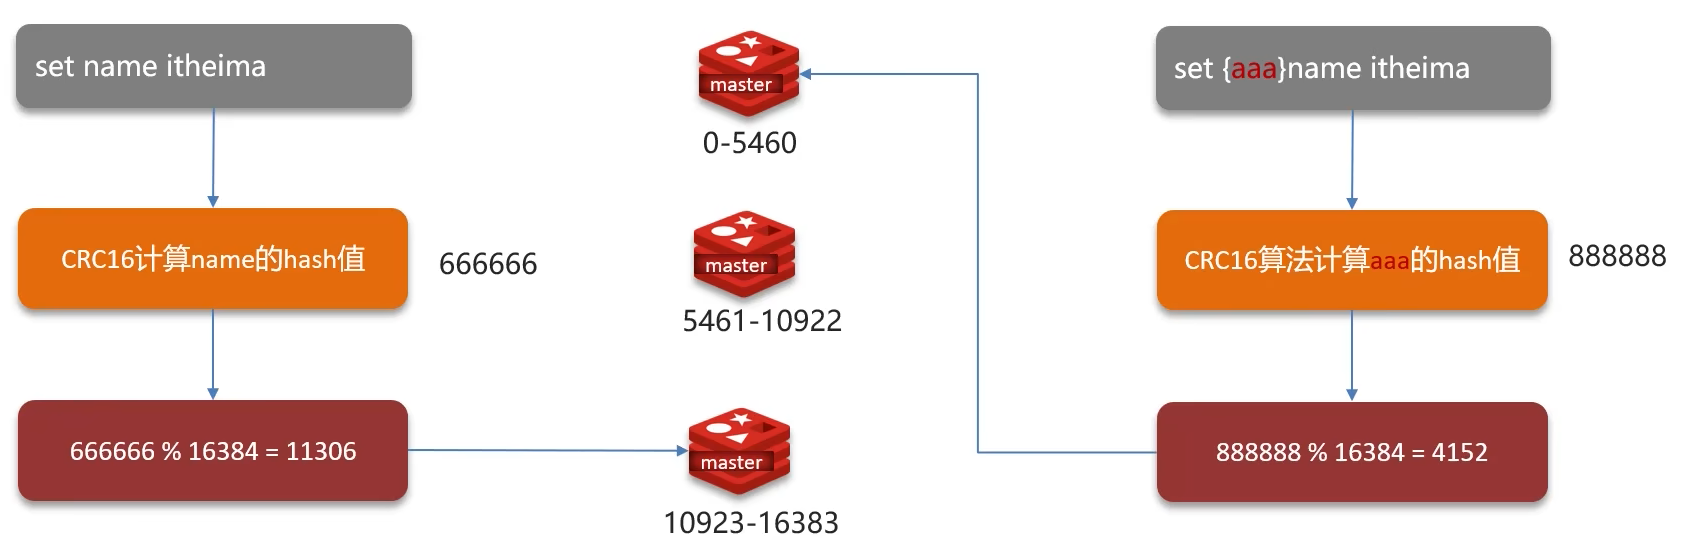 set name itheima
CRC16计算name的hash值
666666
666666 % 16384 = 11306
master
0-5460
master
5461-10922
master
10923-16383
set {aaa}name itheima
CRC16算法计算aaa的hash值
888888
888888 % 16384 = 4152